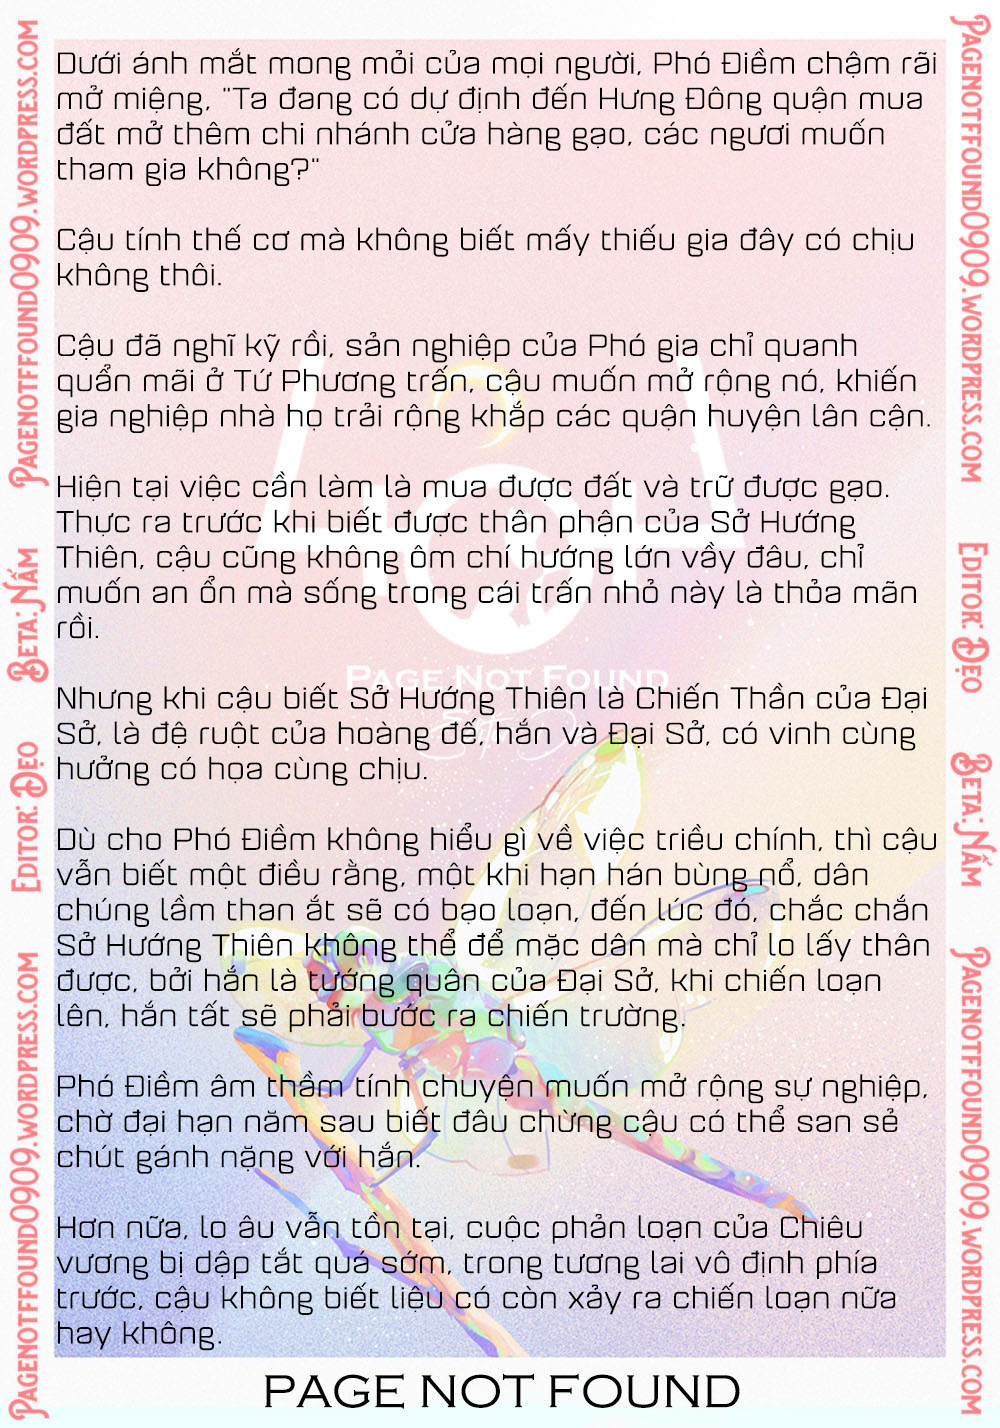 Dưới ánh mắt mong mỏi của mọi người, Phó Điềm chậm rãi
mở miệng, "Ta đang có dự định đến Hưng Đông quận mua
đất mở thêm chi nhánh cửa hàng gạo, các ngươi muốn
tham gia không?"
Cậu tính thế cơ mà không biết mấy thiếu gia đây có chịu
không thôi.
Cậu đã nghĩ kỹ rồi, sản nghiệp của Phó gia chỉ quanh
quẩn mãi ở Tứ Phương trấn, cậu muốn mở rộng nó, khiến
gia nghiệp nhà họ trải rộng khắp các quận huyện lân cận.
Hiện tại việc cần làm là mua được đất và trữ được gạo.
Thực ra trước khi biết được thân phận của Sở Hướng
Thiên, cậu cũng không ôm chí hướng lớn vầy đâu, chỉ
muốn an ổn mà sống trong cái trấn nhỏ này là thỏa mãn
rồi.
Nhưng khi cậu biết Sở Hướng Thiên là Chiến Thần của Đại
Sở, là đệ ruột của hoàng đế, hắn và Đại Sở, có vinh cùng
hưởng có họa cùng chịu.
Dù cho Phó Điềm không hiểu gì về việc triều chính, thì cậu
vẫn biết một điều rằng, một khi hạn hán bùng nổ, dân
chúng lầm than ắt sẽ có bạo loạn, đến lúc đó, chắc chắn
Sở Hướng Thiên không thể để mặc dân mà chỉ lo lấy thân
được, bởi hắn là tướng quân của Đại Sở, khi chiến loạn
lên, hắn tất sẽ phải bước ra chiến trường.
Phó Điềm âm thầm tính chuyện muốn mở rộng sự nghiệp,
chờ đại hạn năm sau biết đâu chừng cậu có thể san sẻ
chút gánh nặng với hắn.
Hơn nữa, lo âu vẫn tồn tại, cuộc phản loạn của Chiêu
vương bị dập tắt quá sớm, trong tương lai vô định phía
trước, cậu không biết liệu có còn xảy ra chiến loạn nữa
hay không.
PAGE NOT FOUND
PAGE NOT FOUND
Pagenotffound0909.wordpress.com
Editor: Dẹo
Beta: Nấm
Pagenotffound0909.wordpress.com
Pagenotffound0909.wordpress.com
Editor: Dẹo
Beta: Nấm
Pagenotffound0909.wordpress.com